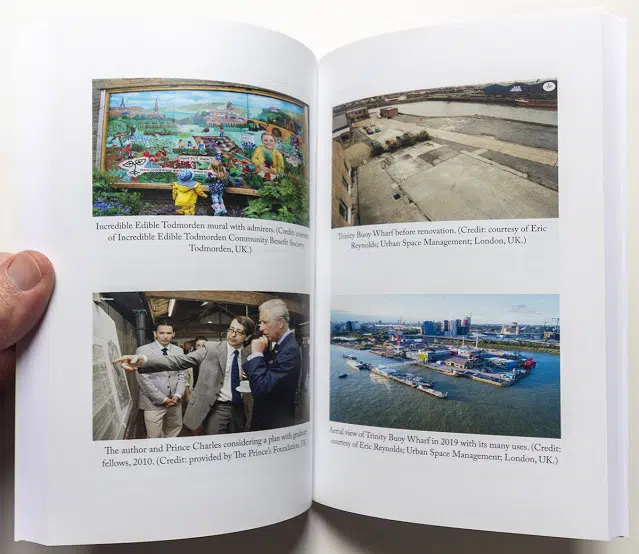 Incredible Edible Todmorden mural with admirers. (Credit: courtesy
of Incredible Edible Todmorden Community Benefit Society
Todmorden, UK.)
The author and Prince Charles considering a plan with graduate
fellows, 2010. (Credit: provided by The Prince's Foundation, UK.)
Trinity Buoy Wharf before renovation. (Credit: courtesy of Eric
Reynolds; Urban Space Management; London, UK.)
Aerial view of Trinity Buoy Wharf in 2019 with its many uses. (Credit:
courtesy of Eric Reynolds; Urban Space Management; London, UK.)